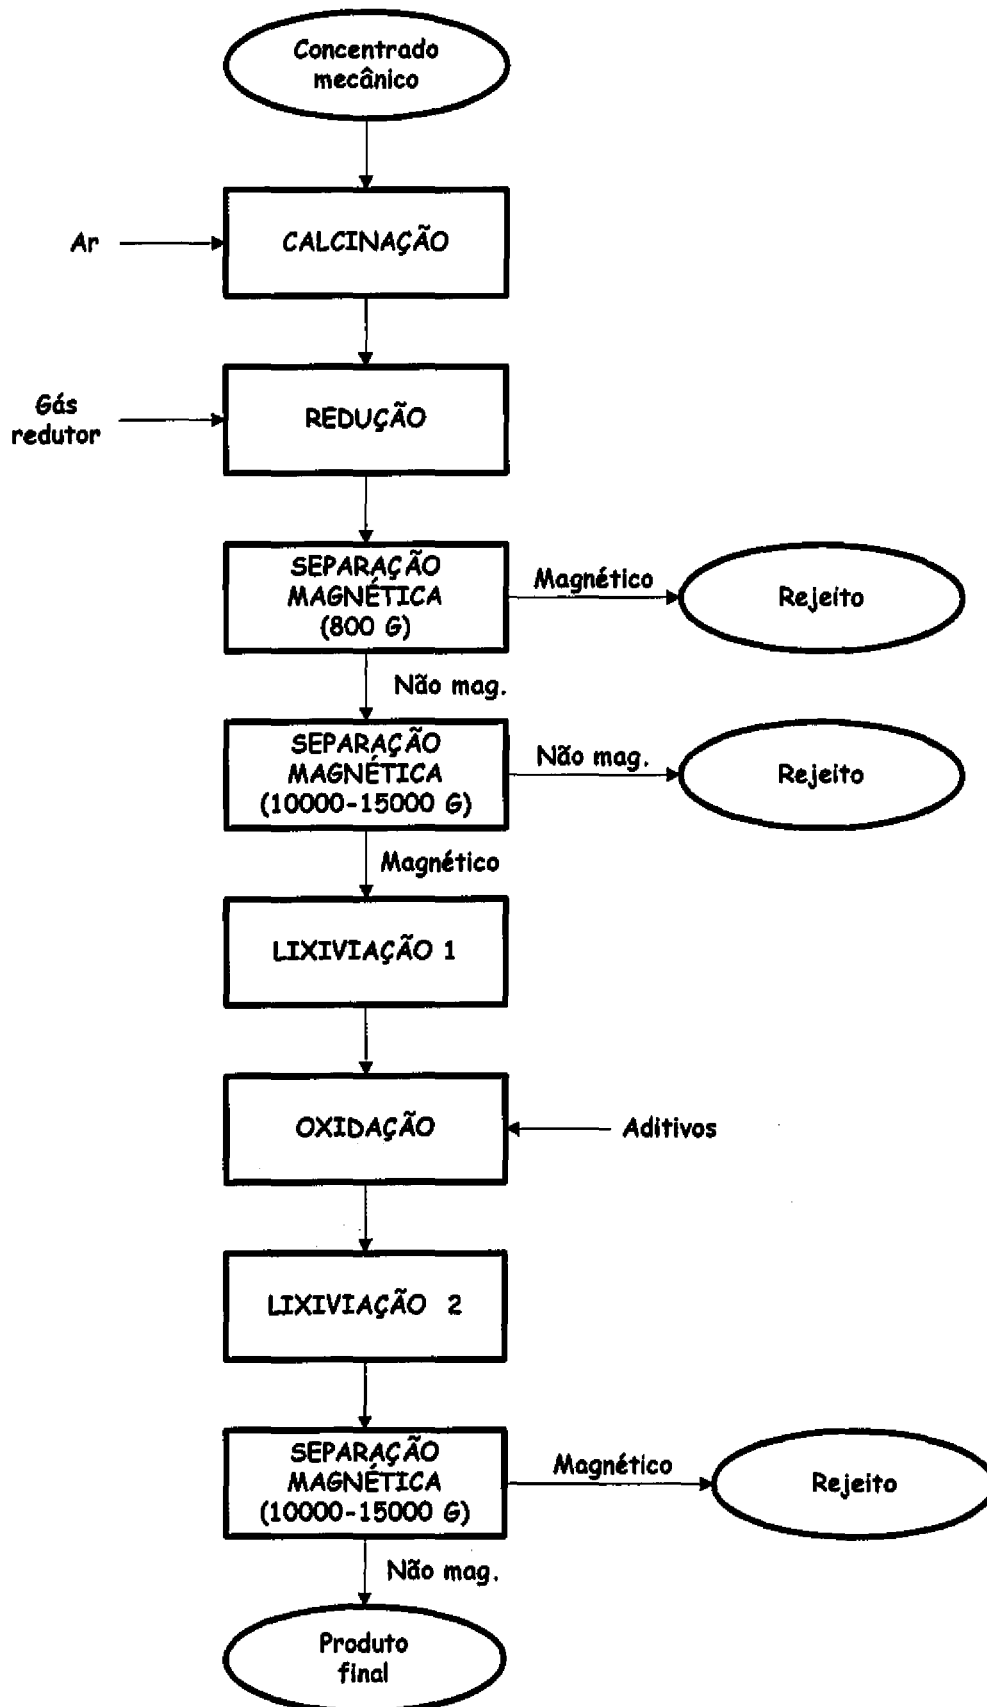 Concentrado
mecânico
Ar
CALCINAÇÃO
Gás
redutor
REDUÇÃO
SEPARAÇÃO
MAGNÉTICA
(800 G)
Magnético
Rejeito
Não mag.
SEPARAÇÃO
MAGNÉTICA
(10000-15000 G)
Não mag.
Rejeito
Magnético
LIXIVIAÇÃO 1
OXIDAÇÃO
Aditivos
LIXIVIAÇÃO 2
SEPARAÇÃO
MAGNÉTICA
(10000-15000 G)
Magnético
Rejeito
Não mag.
Produto
final